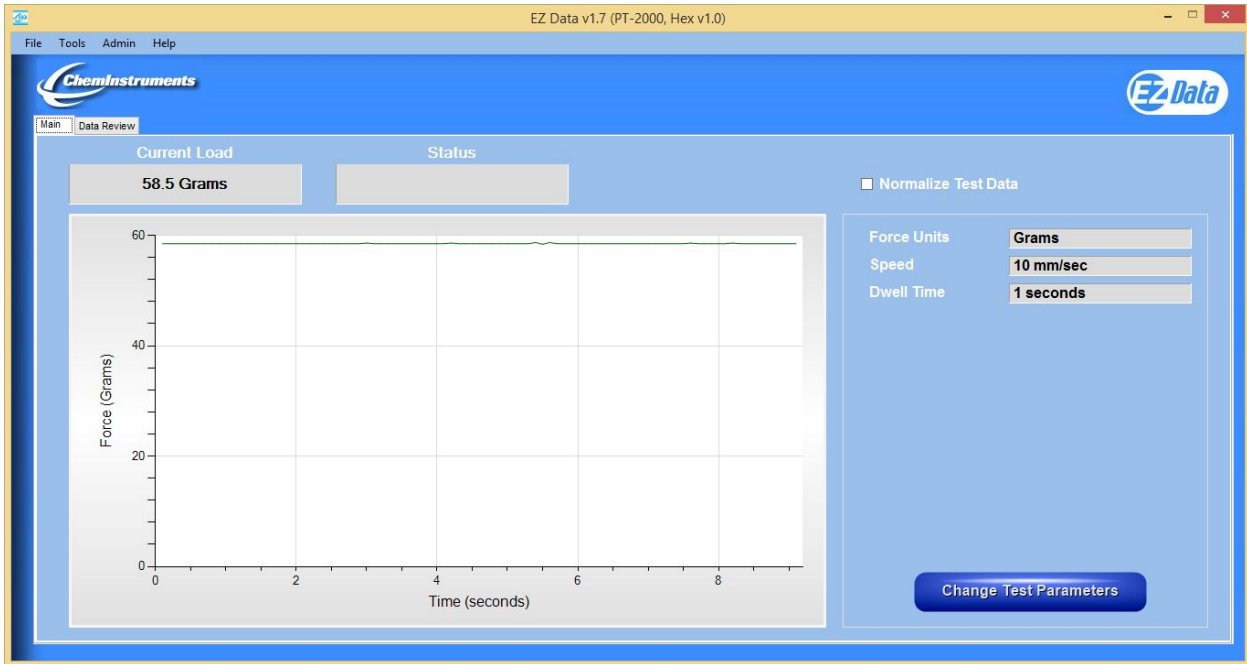 EZ Data v1.7 (PT-2000, Hex v1.0)
File Tools Admin Help
ChemInstruments
EZ Data
Main Data Review
Current Load
Status
58.5 Grams
Normalize Test Data
Force Units Grams
Speed 10 mm/sec
Dwell Time 1 seconds
60
40
20
0
Force (Grams)
0 2 4 6 8
Time (seconds)
Change Test Parameters